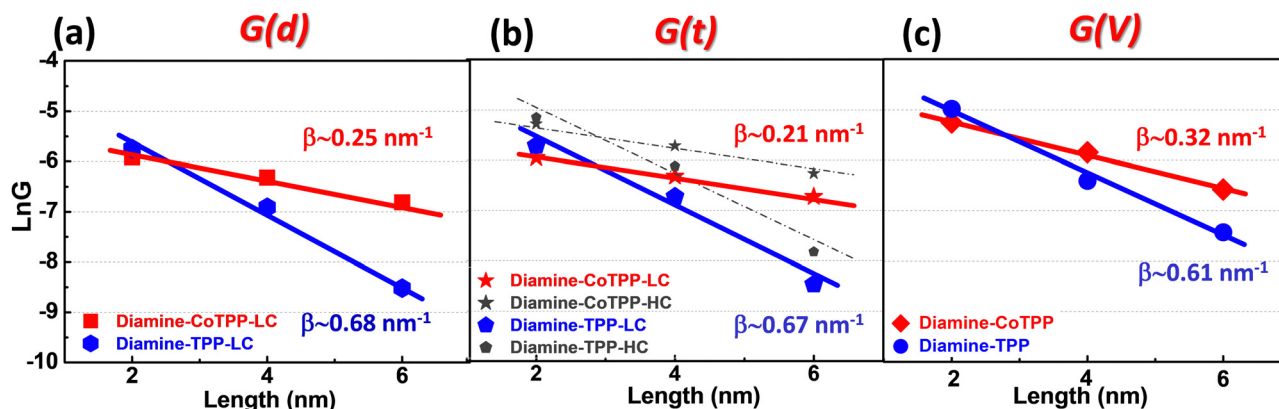 (a) G(d)
LnG
-4
-5
-6
-7
-8
-9
-10
β~0.25 nm⁻¹
Diamine-CoTPP-LC
Diamine-TPP-LC
β~0.68 nm⁻¹
2 4 6
Length (nm)
(b) G(t)
β~0.21 nm⁻¹
Diamine-CoTPP-LC
Diamine-CoTPP-HC
Diamine-TPP-LC
Diamine-TPP-HC
β~0.67 nm⁻¹
2 4 6
Length (nm)
(c) G(V)
β~0.32 nm⁻¹
β~0.61 nm⁻¹
Diamine-CoTPP
Diamine-TPP
2 4 6
Length (nm)